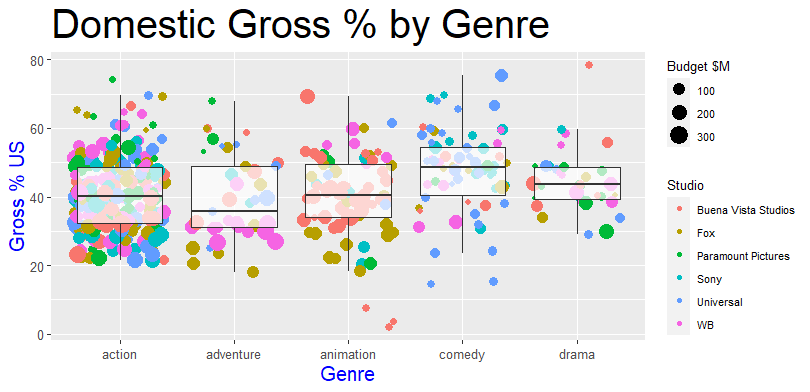 Domestic Gross % by Genre
Gross % US
80
60
40
20
0
action adventure animation comedy drama
Genre
Budget $M
100
200
300
Studio
Buena Vista Studios
Fox
Paramount Pictures
Sony
Universal
WB